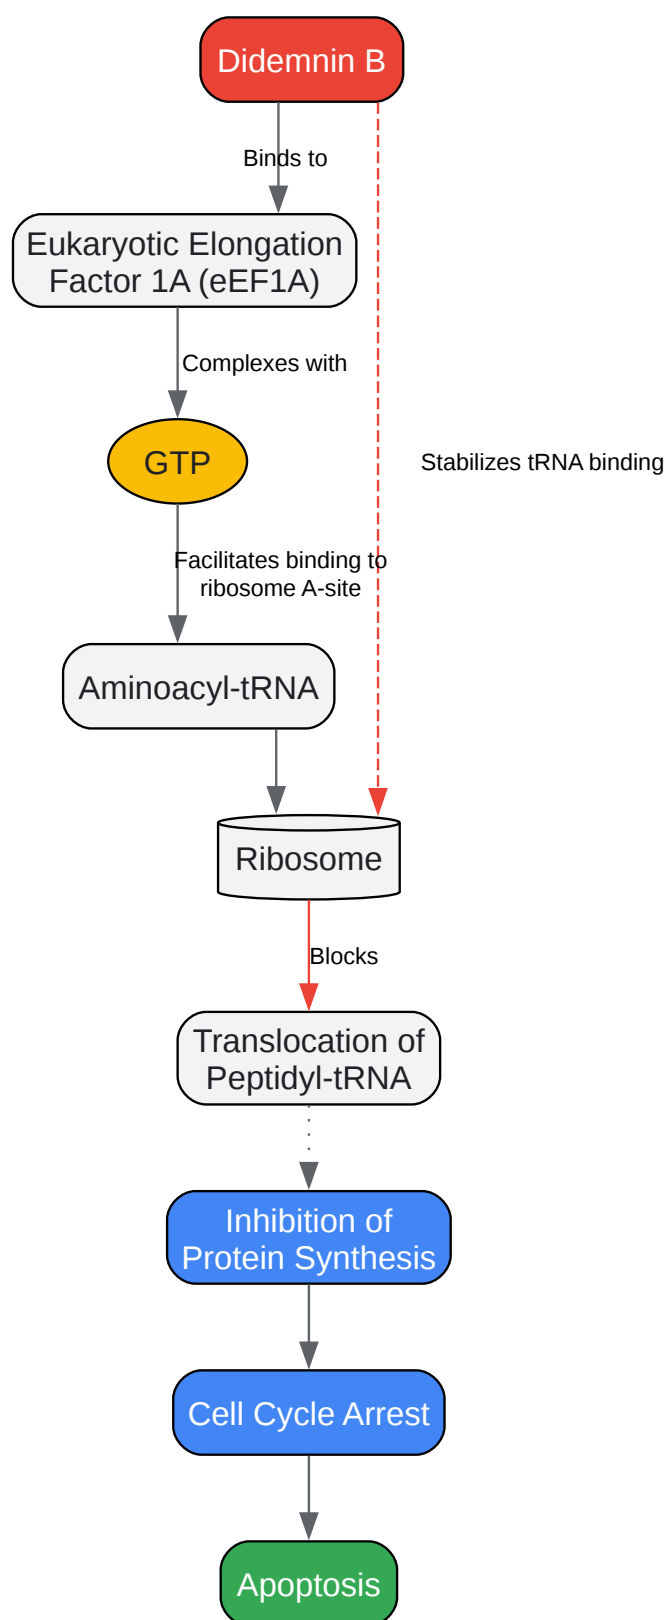 Didemnin B
Binds to
Eukaryotic Elongation
Factor 1A (eEF1A)
Complexes with
GTP
Stabilizes tRNA binding
Facilitates binding to
ribosome A-site
Aminoacyl-tRNA
Ribosome
Blocks
Translocation of
Peptidyl-tRNA
Inhibition of
Protein Synthesis
Cell Cycle Arrest
Apoptosis